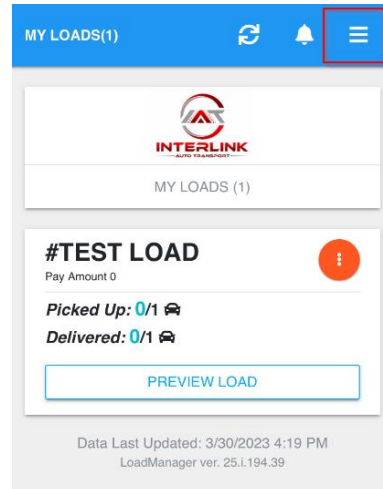 MY LOADS(1)
INTERLINK
AUTO TRANSPORT
MY LOADS (1)
#TEST LOAD
Pay Amount 0
Picked Up: 0/1
Delivered: 0/1
PREVIEW LOAD
Data Last Updated: 3/30/2023 4:19 PM
LoadManager ver. 25.i.194.39